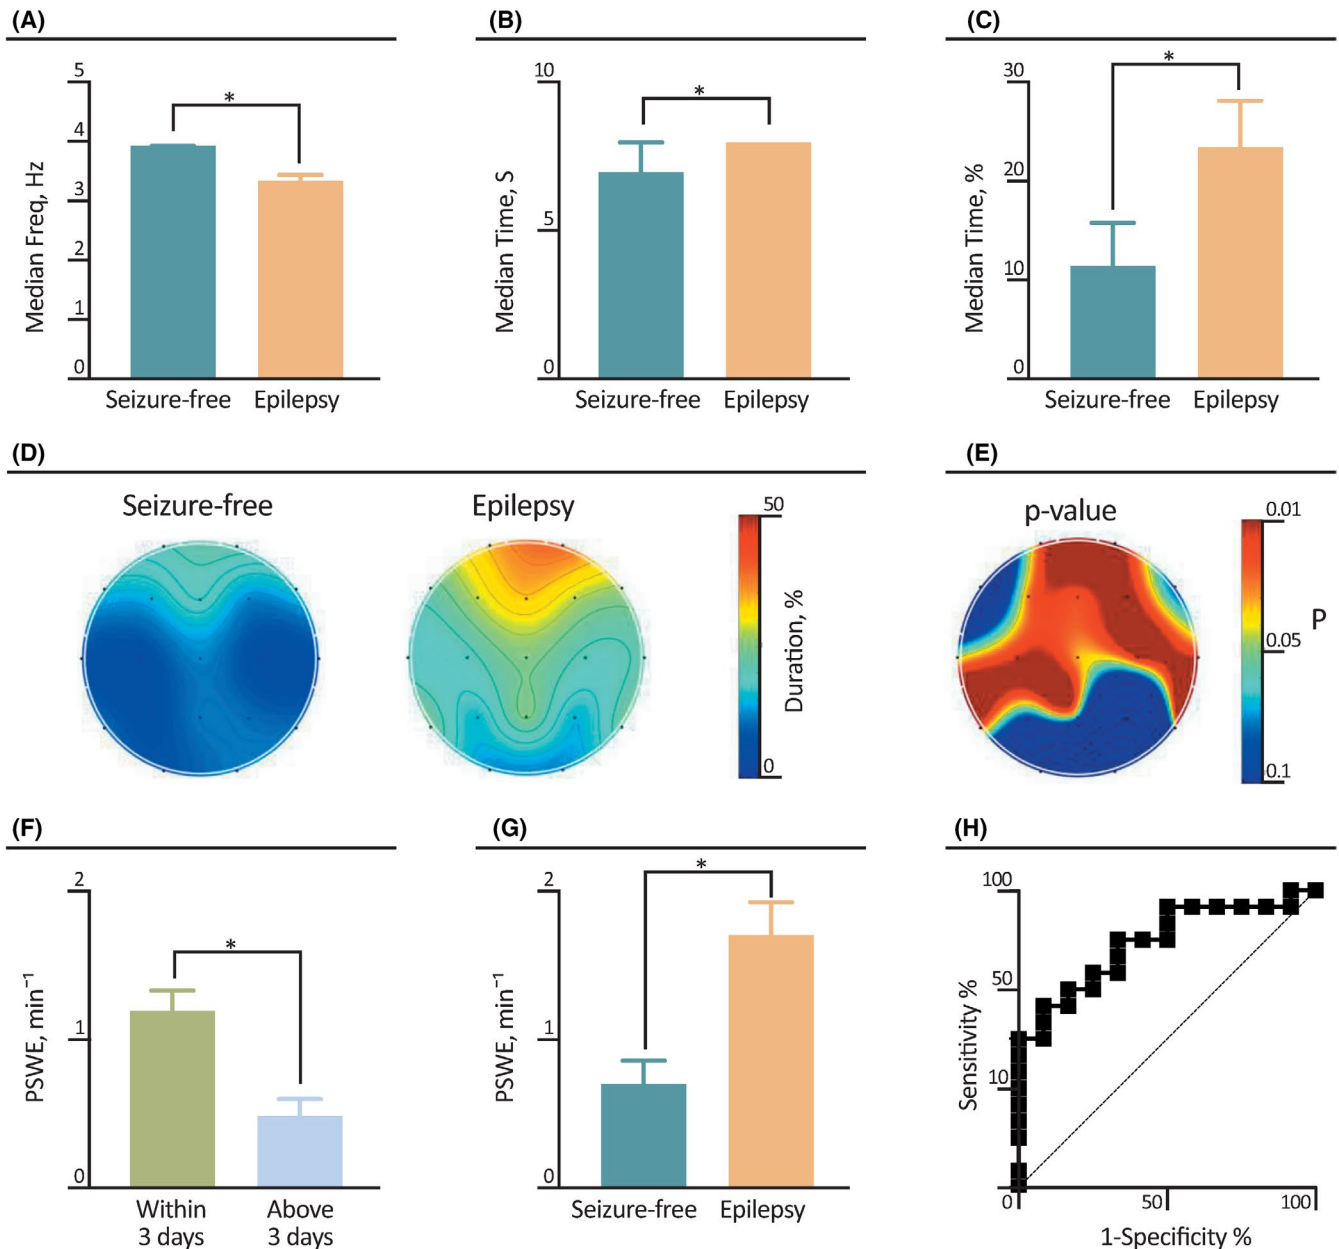 (A)
5
4
3
2
1
0
Median Freq, Hz
*
Seizure-free Epilepsy
(B)
10
5
0
Median Time, S
*
Seizure-free Epilepsy
(C)
30
20
10
0
Median Time, %
*
Seizure-free Epilepsy
(D)
Seizure-free
Epilepsy
50
0
Duration, %
(E)
p-value
0.01
0.05
0.1
P
(F)
2
1
0
PSWE, min⁻¹
*
Within
3 days
Above
3 days
(G)
2
1
0
PSWE, min⁻¹
*
Seizure-free Epilepsy
(H)
100
50
10
Sensitivity %
0 50 100
1-Specificity %